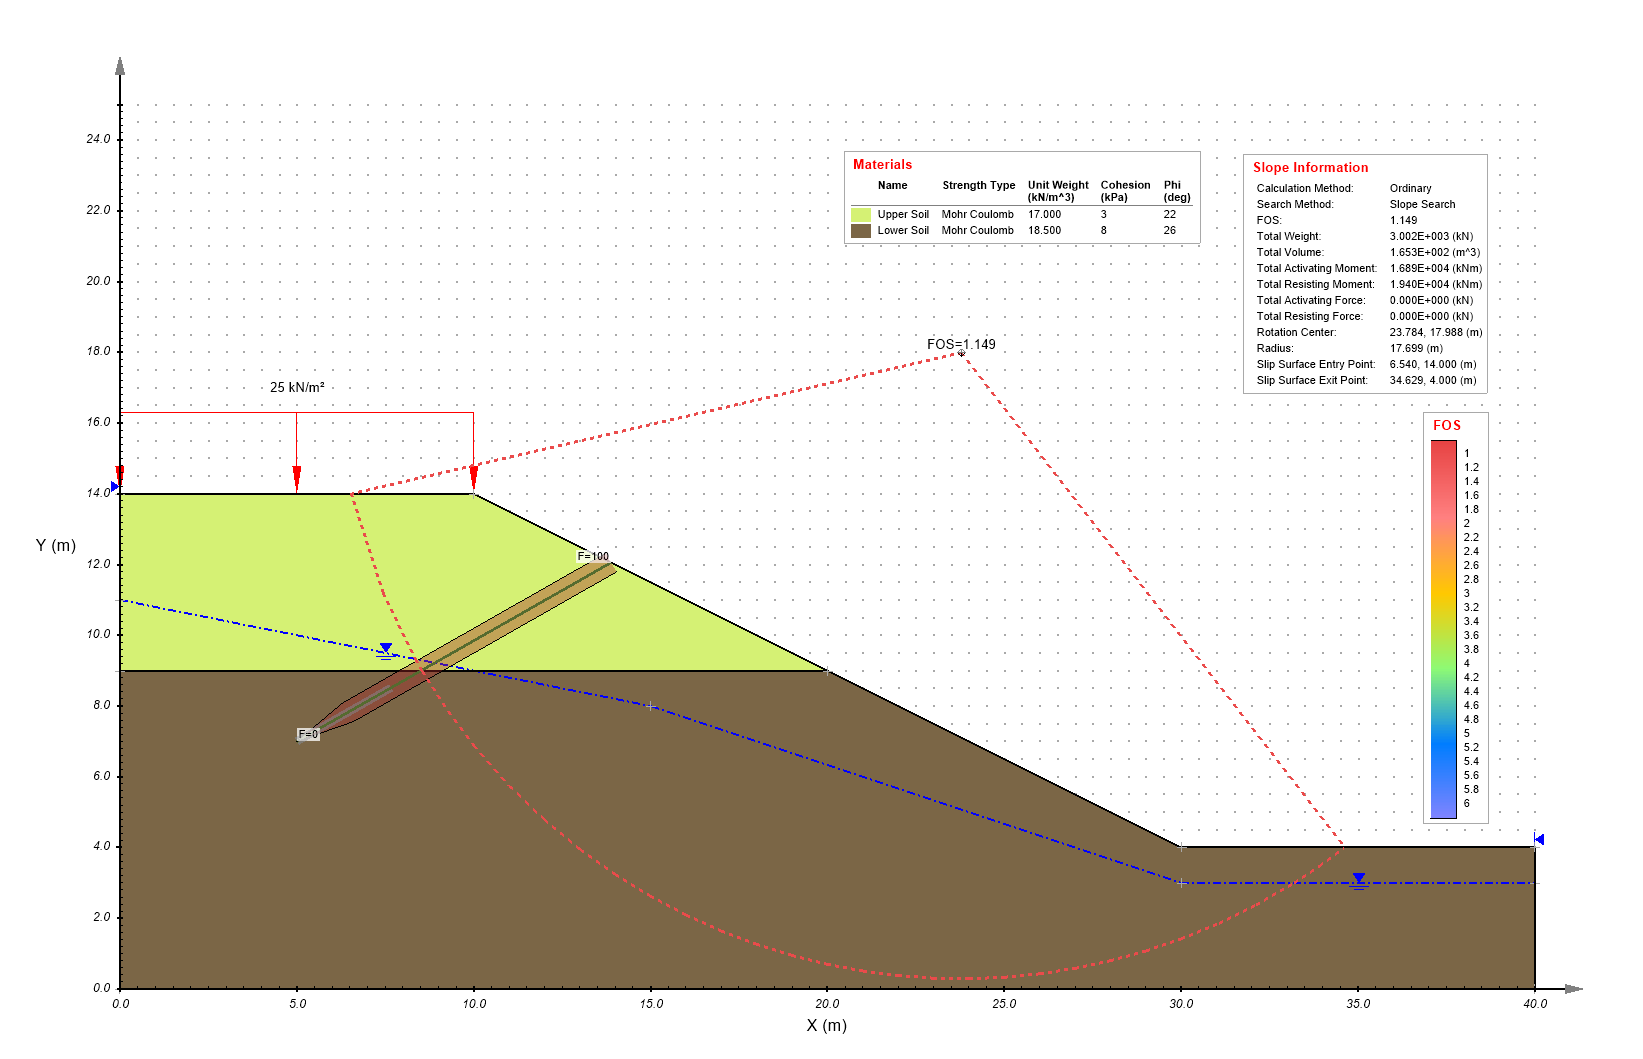 24.0
22.0
20.0
18.0
16.0
14.0
12.0
10.0
8.0
6.0
4.0
2.0
0.0
Y (m)
0.0 5.0 10.0 15.0 20.0 25.0 30.0 35.0 40.0
X (m)
25 kN/m²
FOS=1.149
F=100
F=0
Materials
Name Strength Type Unit Weight (kN/m^3) Cohesion (kPa) Phi (deg)
Upper Soil Mohr Coulomb 17.000 3 22
Lower Soil Mohr Coulomb 18.500 8 26
Slope Information
Calculation Method: Ordinary
Search Method: Slope Search
FOS: 1.149
Total Weight: 3.002E+003 (kN)
Total Volume: 1.653E+002 (m^3)
Total Activating Moment: 1.689E+004 (kNm)
Total Resisting Moment: 1.940E+004 (kNm)
Total Activating Force: 0.000E+000 (kN)
Total Resisting Force: 0.000E+000 (kN)
Rotation Center: 23.784, 17.988 (m)
Radius: 17.699 (m)
Slip Surface Entry Point: 6.540, 14.000 (m)
Slip Surface Exit Point: 34.629, 4.000 (m)
FOS
1
1.2
1.4
1.6
1.8
2
2.2
2.4
2.6
2.8
3
3.2
3.4
3.6
3.8
4
4.2
4.4
4.6
4.8
5
5.2
5.4
5.6
5.8
6